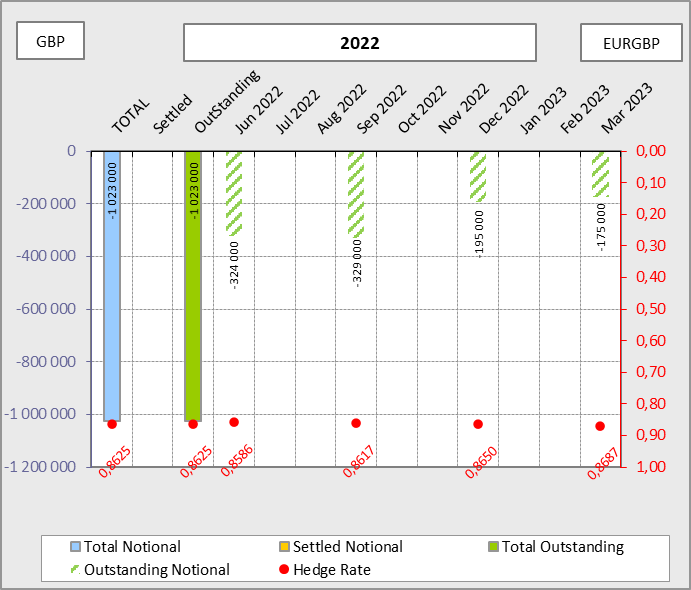 GBP
2022
EURGBP
TOTAL
Settled
OutStanding
Jun 2022
Jul 2022
Aug 2022
Sep 2022
Oct 2022
Nov 2022
Dec 2022
Jan 2023
Feb 2023
Mar 2023
0
-200 000
-400 000
-600 000
-800 000
-1 000 000
-1 200 000
-1 023 000
-1 023 000
-324 000
-329 000
-195 000
-175 000
0,00
0,10
0,20
0,30
0,40
0,50
0,60
0,70
0,80
0,90
1,00
0,8625
0,8625
0,8586
0,8617
0,8650
0,8687
Total Notional
Settled Notional
Total Outstanding
Outstanding Notional
Hedge Rate